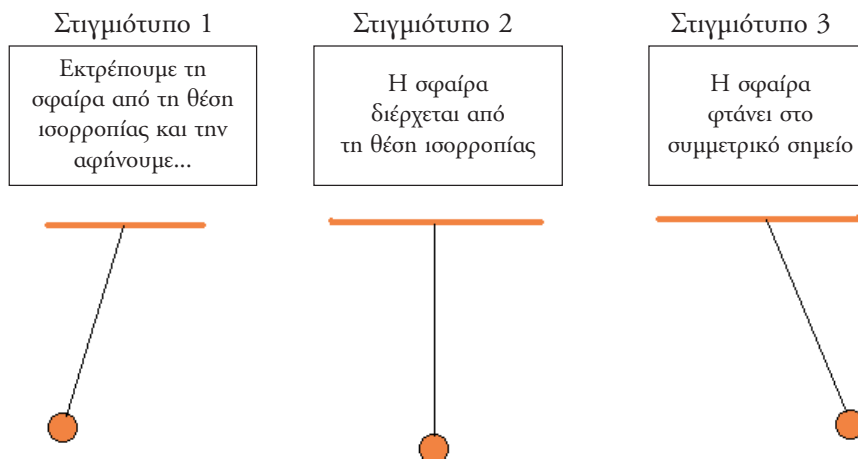 Στιγμιότυπο 1
Εκτρέπουμε τη
σφαίρα από τη θέση
ισορροπίας και την
αφήνουμε...
Στιγμιότυπο 2
Η σφαίρα
διέρχεται από
τη θέση ισορροπίας
Στιγμιότυπο 3
Η σφαίρα
φτάνει στο
συμμετρικό σημείο